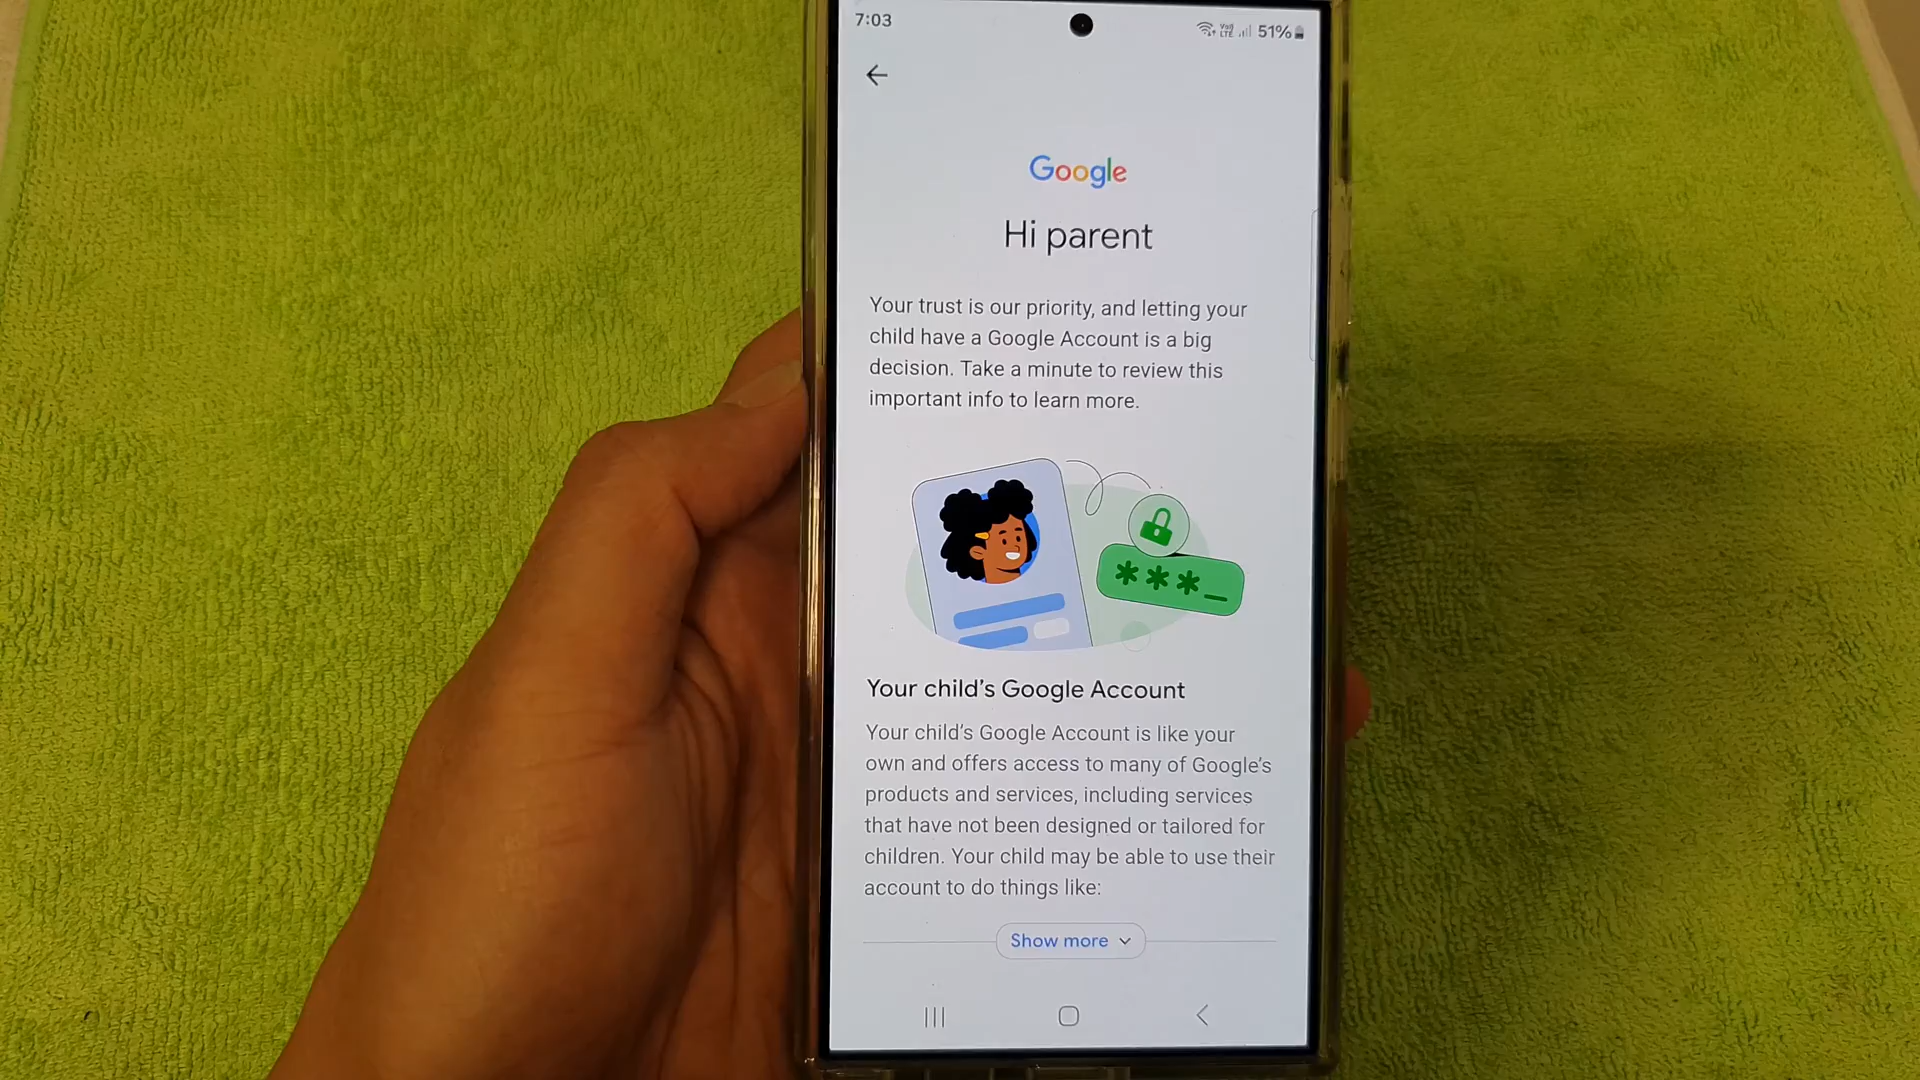 7:03
Vo)
LTE
51%
Google
Hi parent
Your trust is our priority, and letting your
child have a Google Account is a big
decision. Take a minute to review this
important info to learn more.
***_
Your child's Google Account
Your child's Google Account is like your
own and offers access to many of Google's
products and services, including services
that have not been designed or tailored for
children. Your child may be able to use their
account to do things like:
Show more